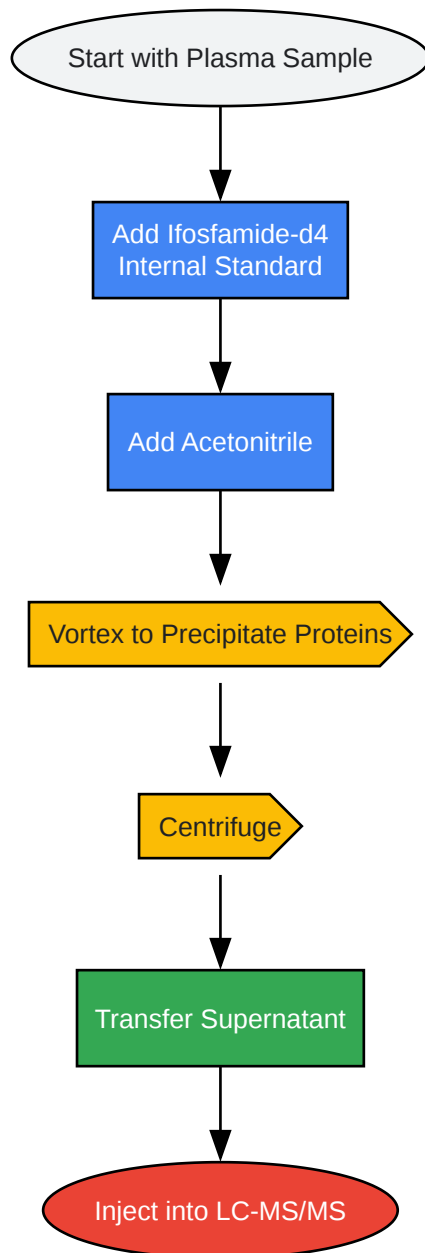 Start with Plasma Sample
Add Ifosfamide-d4
Internal Standard
Add Acetonitrile
Vortex to Precipitate Proteins
Centrifuge
Transfer Supernatant
Inject into LC-MS/MS